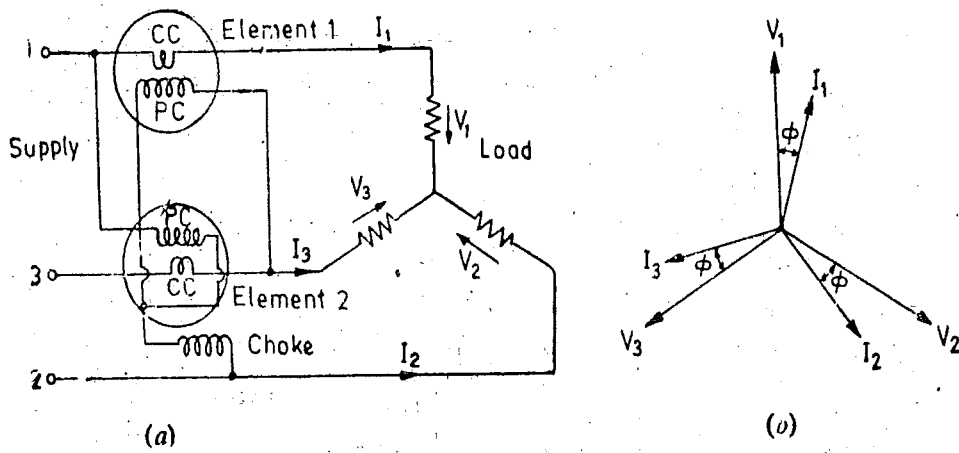 CC
Element 1
I₁
1
PC
V₁
Supply
Load
V₃
PC
I₃
3
CC
V₂
Element 2
Choke
I₂
2
(a)
V₁
I₁
ϕ
I₃
ϕ
ϕ
V₃
I₂
V₂
(b)